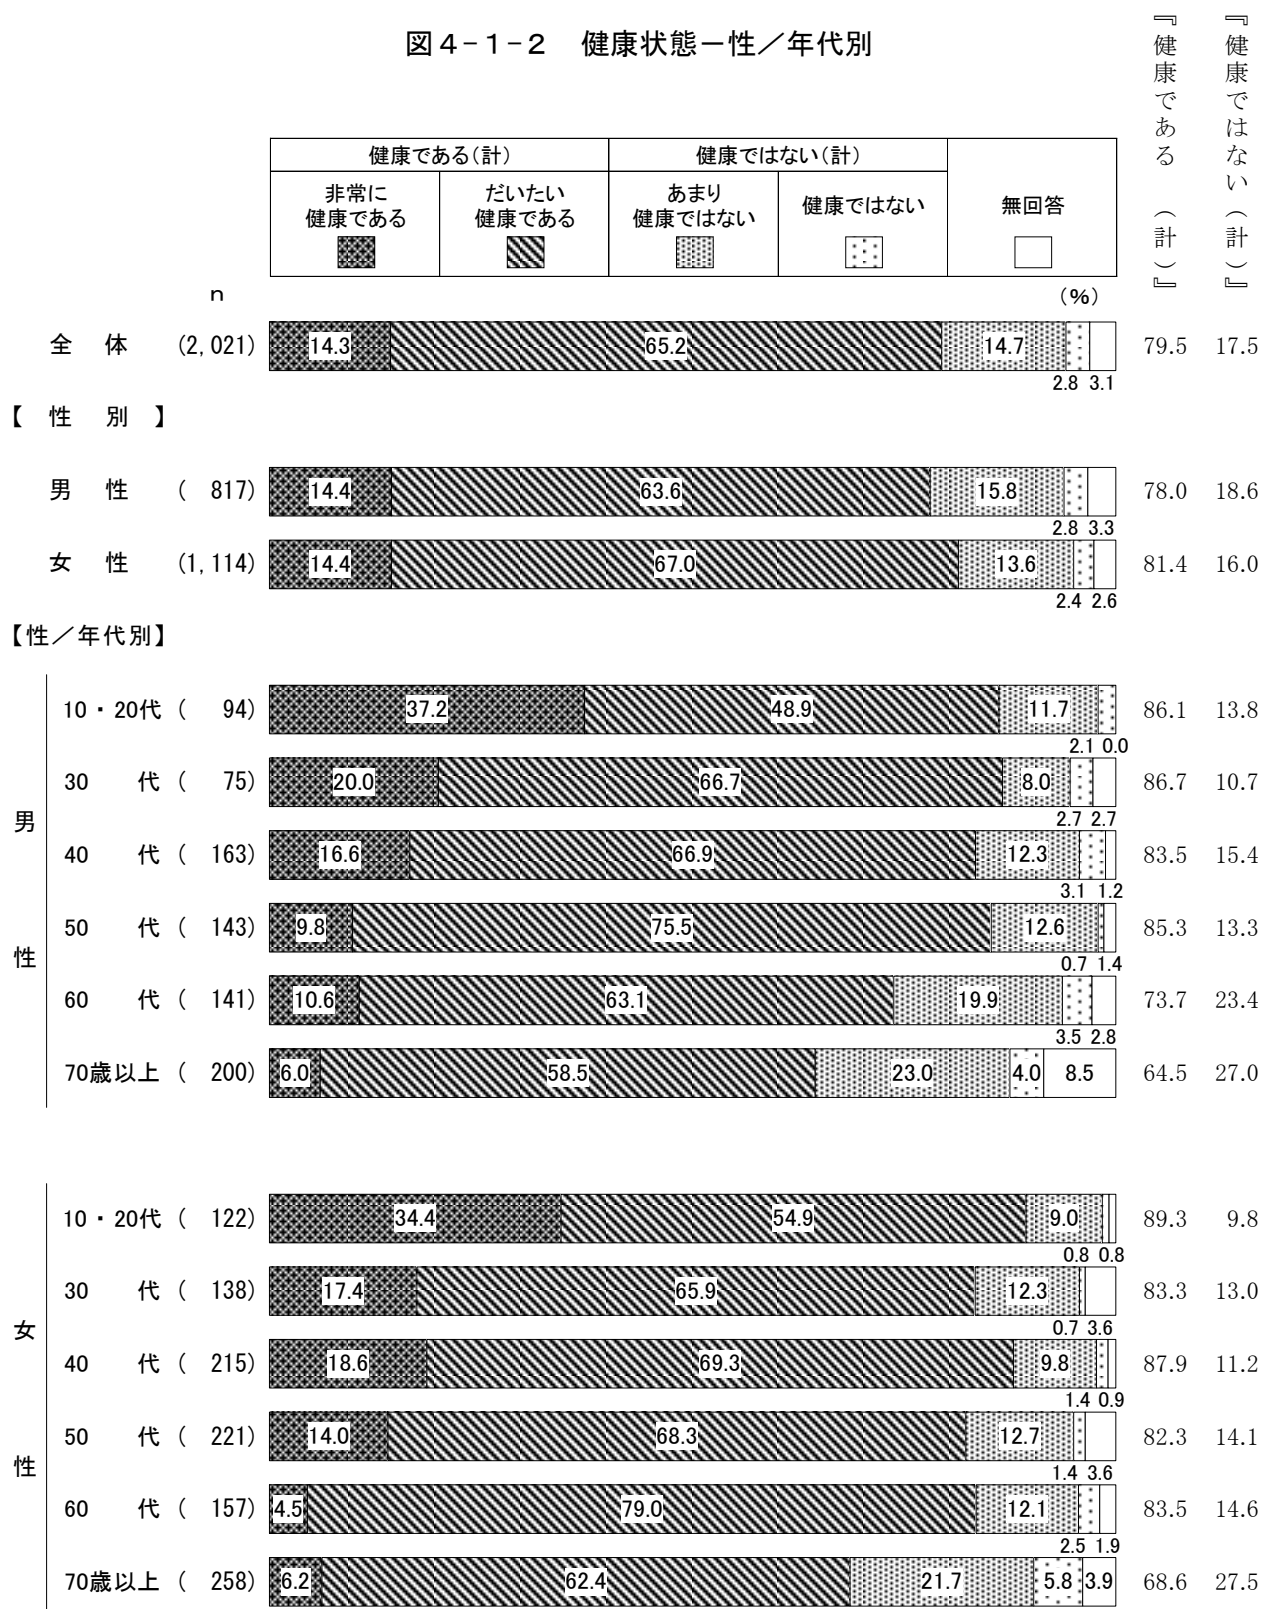 図４-１-２　健康状態ー性／年代別
『健康である（計）』
『健康ではない（計）』
健康である（計）　健康ではない（計）
非常に　だいたい　あまり
健康である　健康である　健康ではない　健康ではない　無回答
ｎ　（％）
全　体　(2,021)　14.3　65.2　14.7　79.5　17.5
2.8　3.1
【　性　別　】
男　性　(　817)　14.4　63.6　15.8　78.0　18.6
2.8　3.3
女　性　(1,114)　14.4　67.0　13.6　81.4　16.0
2.4　2.6
【性／年代別】
男性
10・20代　(　94)　37.2　48.9　11.7　86.1　13.8
2.1　0.0
30　代　(　75)　20.0　66.7　8.0　86.7　10.7
2.7　2.7
40　代　(　163)　16.6　66.9　12.3　83.5　15.4
3.1　1.2
50　代　(　143)　9.8　75.5　12.6　85.3　13.3
0.7　1.4
60　代　(　141)　10.6　63.1　19.9　73.7　23.4
3.5　2.8
70歳以上　(　200)　6.0　58.5　23.0　4.0　8.5　64.5　27.0
女性
10・20代　(　122)　34.4　54.9　9.0　89.3　9.8
0.8　0.8
30　代　(　138)　17.4　65.9　12.3　83.3　13.0
0.7　3.6
40　代　(　215)　18.6　69.3　9.8　87.9　11.2
1.4　0.9
50　代　(　221)　14.0　68.3　12.7　82.3　14.1
1.4　3.6
60　代　(　157)　4.5　79.0　12.1　83.5　14.6
2.5　1.9
70歳以上　(　258)　6.2　62.4　21.7　5.8　3.9　68.6　27.5